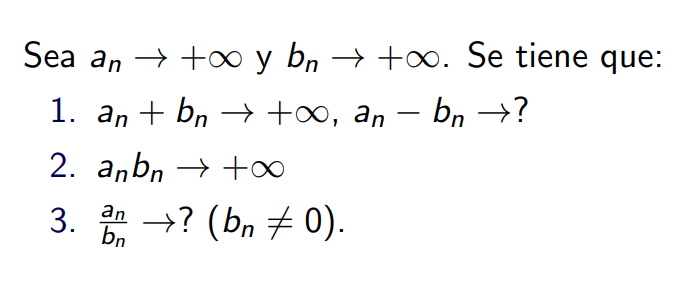 Sea aₙ → +∞ y bₙ → +∞. Se tiene que:
1. aₙ + bₙ → +∞, aₙ − bₙ →?
2. aₙbₙ → +∞
3. aₙ/bₙ →? (bₙ ≠ 0).